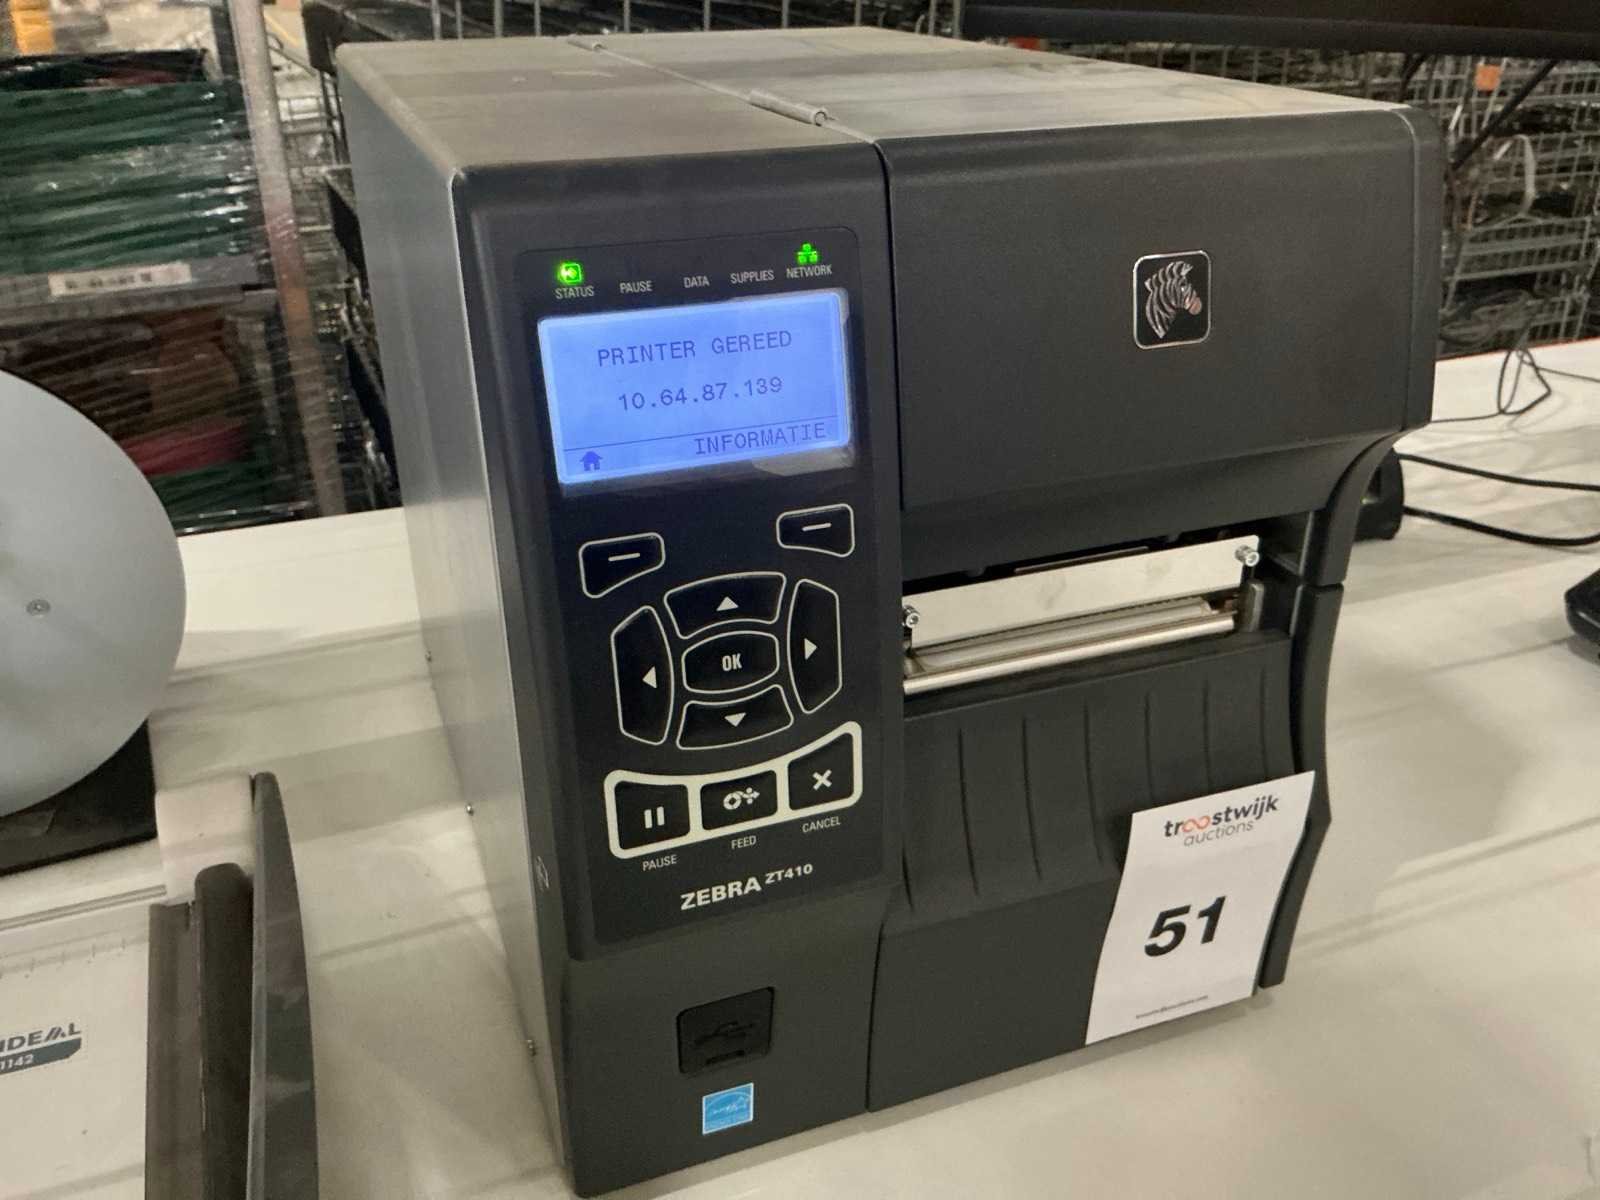 STATUS PAUSE DATA SUPPLIES NETWORK
PRINTER GEREED
10.64.87.139
INFORMATIE
OK
PAUSE FEED CANCEL
ZEBRA ZT410
troostwijk
auctions
51
IDEAL
1142